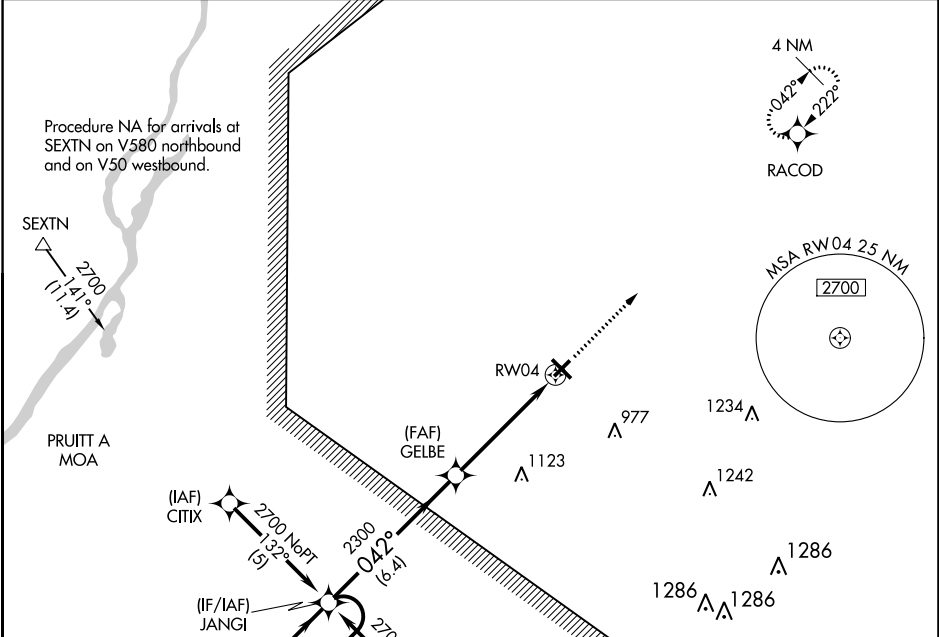 4 NM
042°
222°
RACOD
Procedure NA for arrivals at
SEXTN on V580 northbound
and on V50 westbound.
SEXTN
2700
141°
(11.4)
MSA RW04 25 NM
2700
RW04
977
1234
(FAF)
GELBE
1123
1242
PRUITT A
MOA
(IAF)
CITIX
2700 NoPT
132°
(5)
2300
042°
(6.4)
1286
1286
1286
(IF/IAF)
JANGI